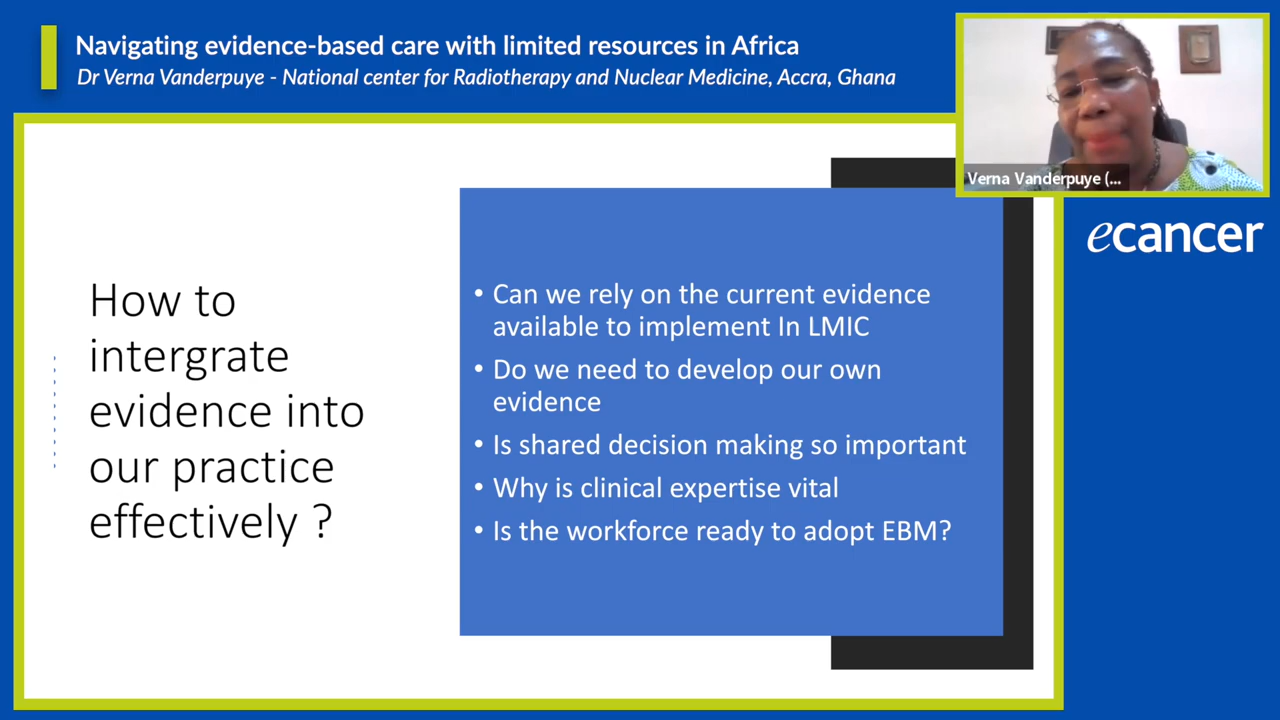 Navigating evidence-based care with limited resources in Africa
Dr Verna Vanderpuye - National center for Radiotherapy and Nuclear Medicine, Accra, Ghana
Verna Vanderpuye (...
ecancer
How to
intergrate
evidence into
our practice
effectively ?
• Can we rely on the current evidence
available to implement In LMIC
• Do we need to develop our own
evidence
• Is shared decision making so important
• Why is clinical expertise vital
• Is the workforce ready to adopt EBM?